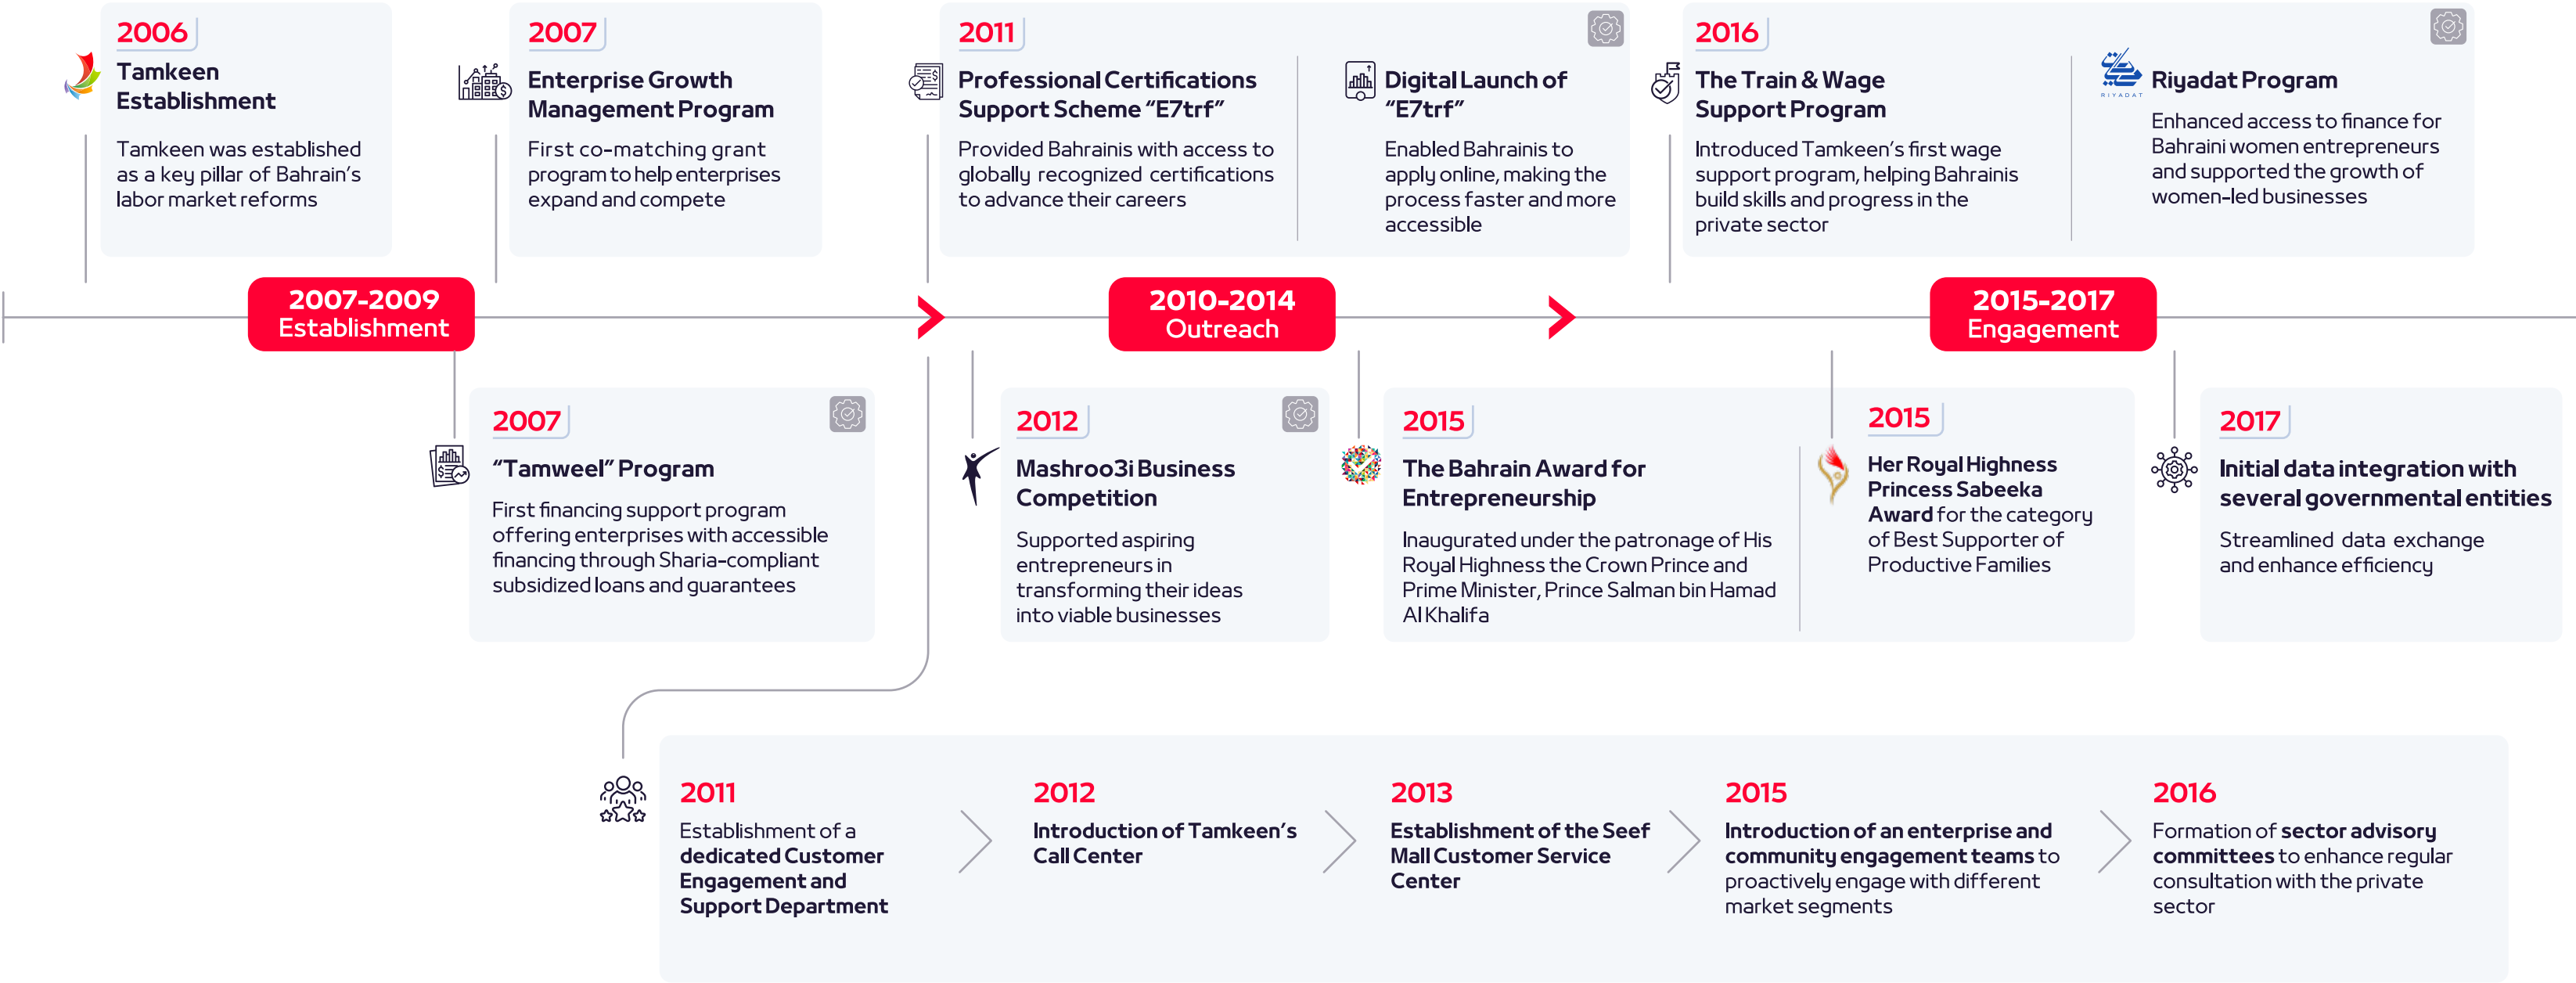 2006
Tamkeen
Establishment
Tamkeen was established
as a key pillar of Bahrain's
labor market reforms
2007
Enterprise Growth
Management Program
First co-matching grant
program to help enterprises
expand and compete
2011
Professional Certifications
Support Scheme “E7trf”
Provided Bahrainis with access to
globally recognized certifications
to advance their careers
Digital Launch of
“E7trf”
Enabled Bahrainis to
apply online, making the
process faster and more
accessible
2016
The Train & Wage
Support Program
Introduced Tamkeen's first wage
support program, helping Bahrainis
build skills and progress in the
private sector
ريادات
RIYADAT
Riyadat Program
Enhanced access to finance for
Bahraini women entrepreneurs
and supported the growth of
women-led businesses
2007-2009
Establishment
2010-2014
Outreach
2015-2017
Engagement
2007
“Tamweel” Program
First financing support program
offering enterprises with accessible
financing through Sharia-compliant
subsidized loans and guarantees
2012
Mashroo3i Business
Competition
Supported aspiring
entrepreneurs in
transforming their ideas
into viable businesses
2015
The Bahrain Award for
Entrepreneurship
Inaugurated under the patronage of His
Royal Highness the Crown Prince and
Prime Minister, Prince Salman bin Hamad
Al Khalifa
2015
Her Royal Highness
Princess Sabeeka
Award for the category
of Best Supporter of
Productive Families
2017
Initial data integration with
several governmental entities
Streamlined data exchange
and enhance efficiency
2011
Establishment of a
dedicated Customer
Engagement and
Support Department
2012
Introduction of Tamkeen's
Call Center
2013
Establishment of the Seef
Mall Customer Service
Center
2015
Introduction of an enterprise and
community engagement teams to
proactively engage with different
market segments
2016
Formation of sector advisory
committees to enhance regular
consultation with the private
sector